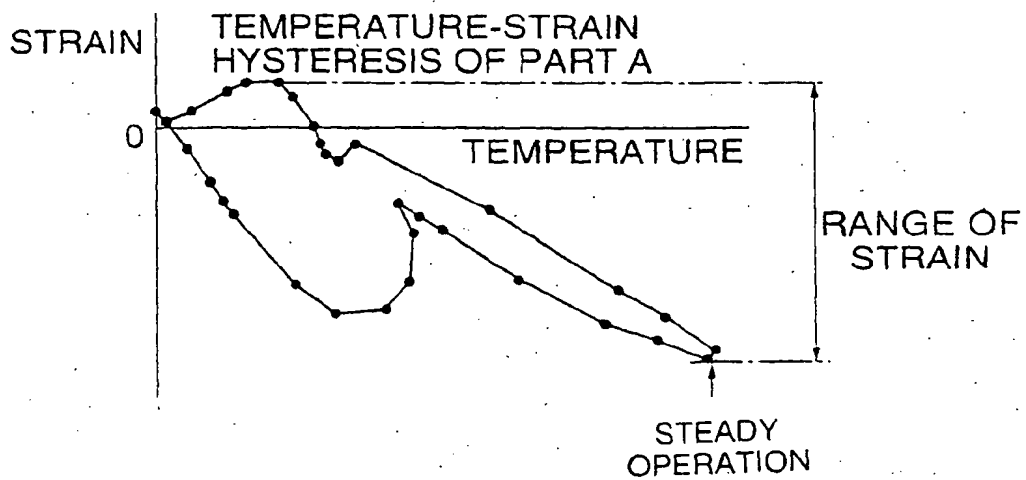 STRAIN
TEMPERATURE-STRAIN
HYSTERESIS OF PART A
0
TEMPERATURE
RANGE OF
STRAIN
STEADY
OPERATION